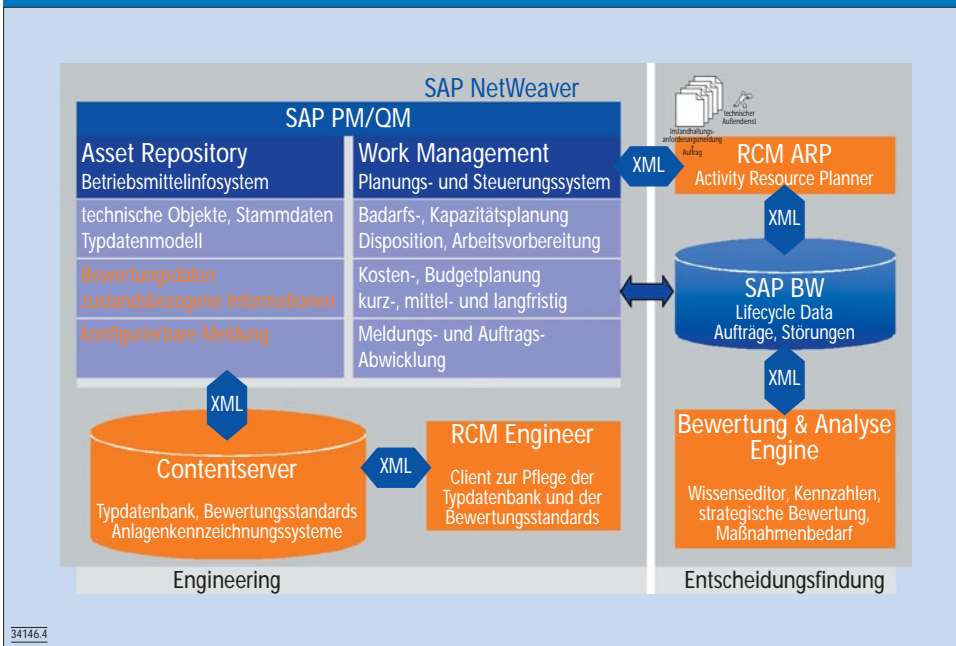 SAP NetWeaver
SAP PM/QM
Asset Repository
Betriebsmittelinfosystem
technische Objekte, Stammdaten
Typdatenmodell
Bewertungsdaten
zustandsbezogene Informationen
konfigurierbare Meldung
Work Management
Planungs- und Steuerungssystem
Badarfs-, Kapazitätsplanung
Disposition, Arbeitsvorbereitung
Kosten-, Budgetplanung
kurz-, mittel- und langfristig
Meldungs- und Auftrags-
Abwicklung
XML
Contentserver
Typdatenbank, Bewertungsstandards
Anlagenkennzeichnungssysteme
XML
RCM Engineer
Client zur Pflege der
Typdatenbank und der
Bewertungsstandards
Engineering
technischer
Außendienst
Instandhaltungs-
anforderungsmeldung
Auftrag
XML
RCM ARP
Activity Resource Planner
XML
SAP BW
Lifecycle Data
Aufträge, Störungen
XML
Bewertung & Analyse
Engine
Wissenseditor, Kennzahlen,
strategische Bewertung,
Maßnahmenbedarf
Entscheidungsfindung
34146.4